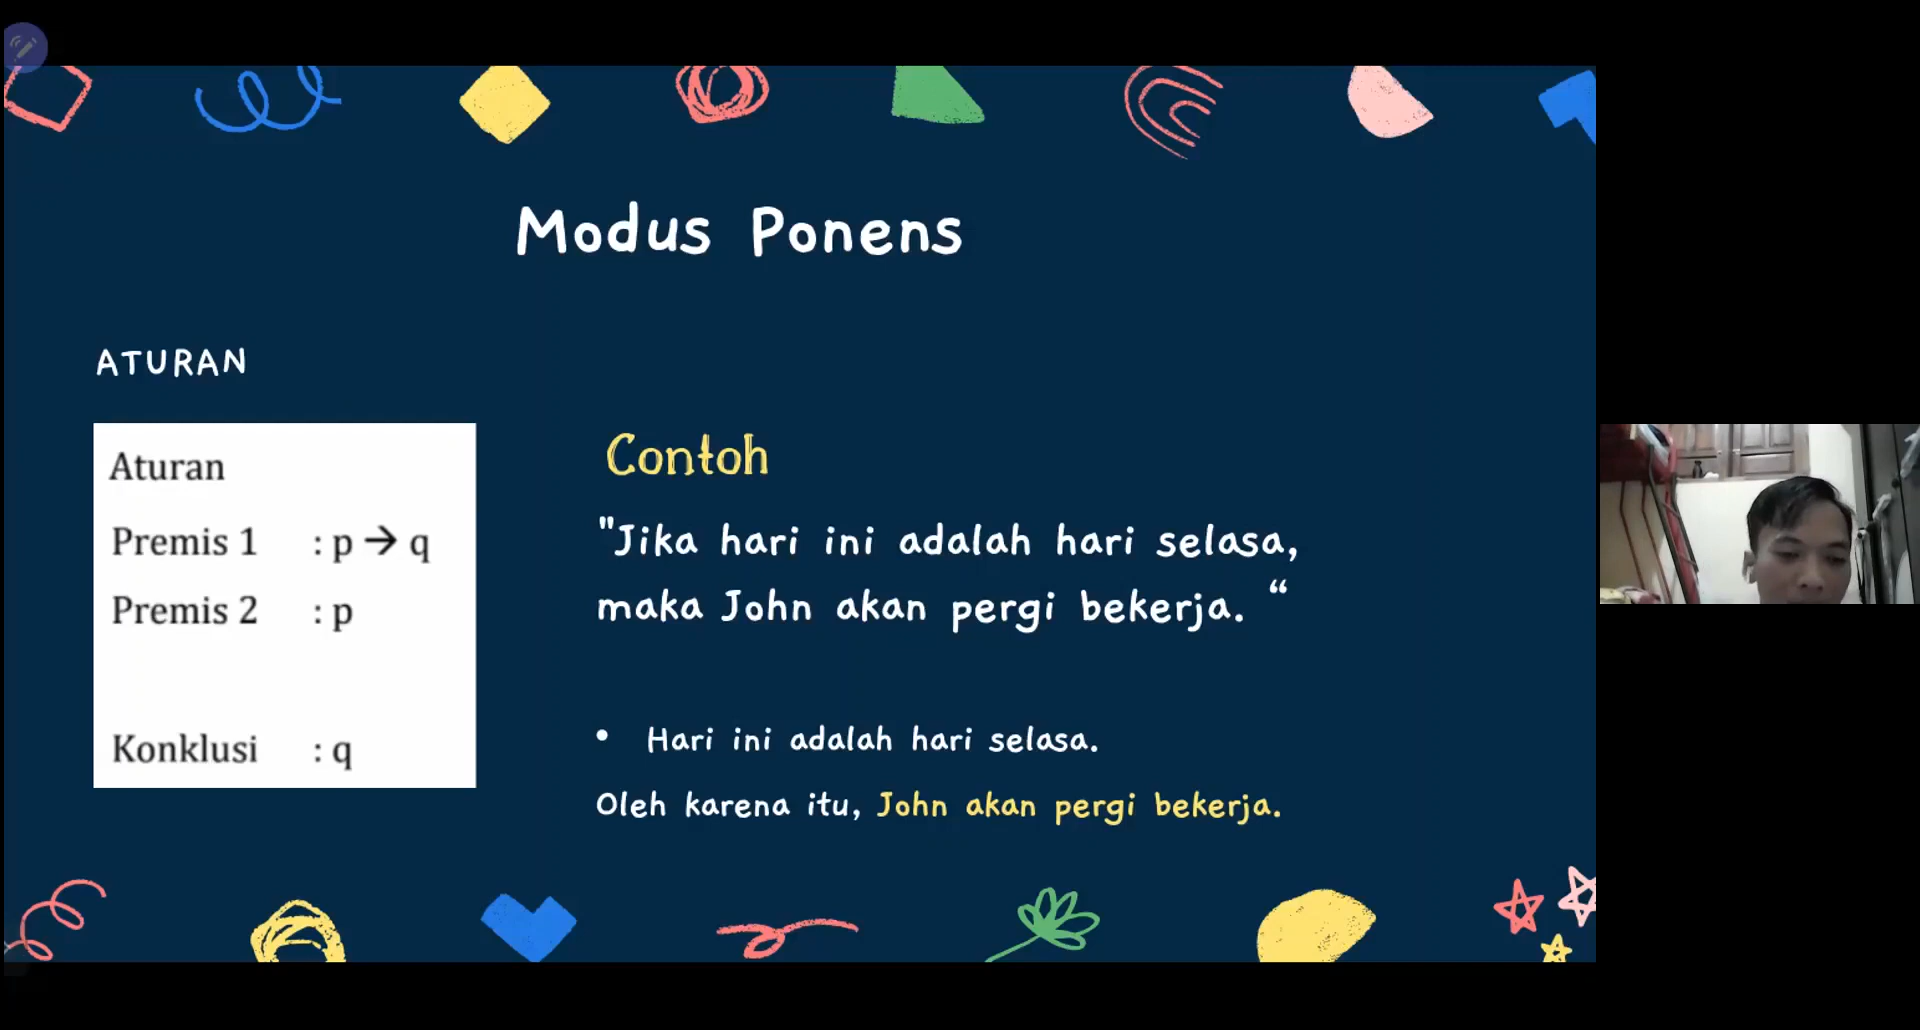 Modus Ponens
ATURAN
Aturan
Premis 1 : p → q
Premis 2 : p
Konklusi : q
Contoh
"Jika hari ini adalah hari selasa,
maka John akan pergi bekerja. “
• Hari ini adalah hari selasa.
Oleh karena itu, John akan pergi bekerja.